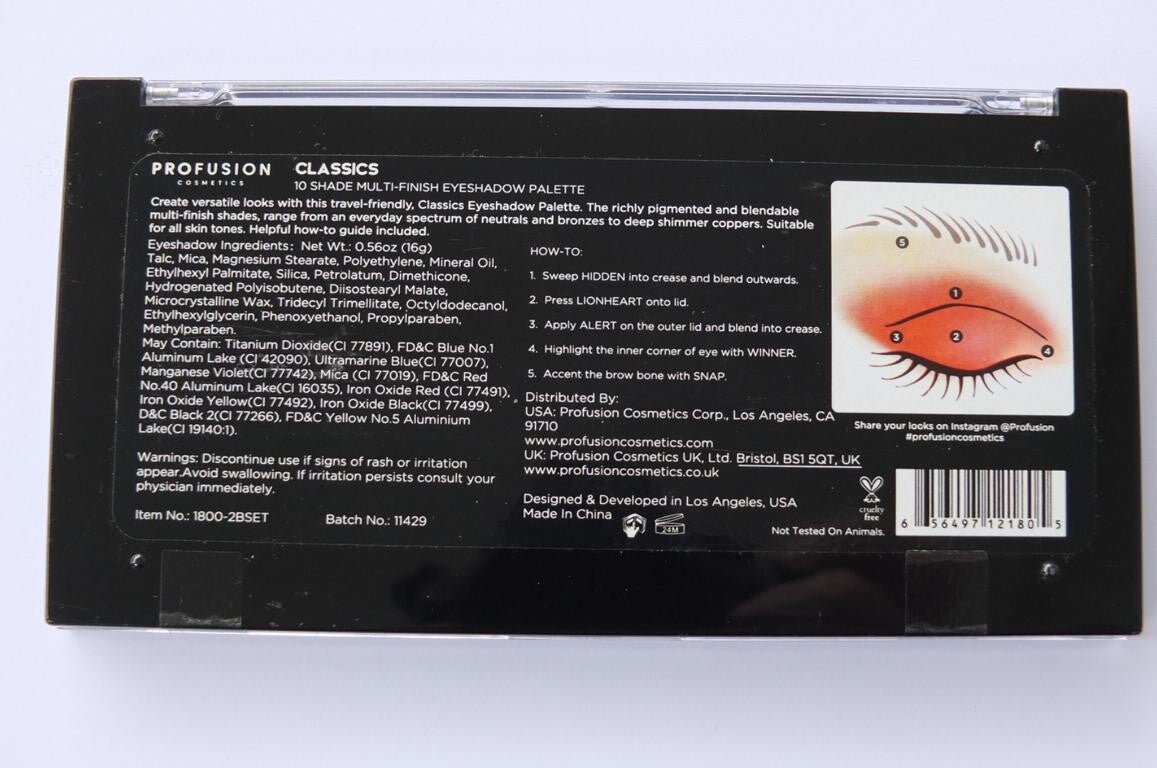 PROFUSION
COSMETICS
CLASSICS
10 SHADE MULTI-FINISH EYESHADOW PALETTE
Create versatile looks with this travel-friendly, Classics Eyeshadow Palette. The richly pigmented and blendable
multi-finish shades, range from an everyday spectrum of neutrals and bronzes to deep shimmer coppers. Suitable
for all skin tones. Helpful how-to guide included.
Eyeshadow Ingredients: Net Wt.: 0.56oz (16g)
Talc, Mica, Magnesium Stearate, Polyethylene, Mineral Oil,
Ethylhexyl Palmitate, Silica, Petrolatum, Dimethicone,
Hydrogenated Polyisobutene, Diisostearyl Malate,
Microcrystalline Wax, Tridecyl Trimellitate, Octyldodecanol,
Ethylhexylglycerin, Phenoxyethanol, Propylparaben,
Methylparaben.
May Contain: Titanium Dioxide(CI 77891), FD&C Blue No.1
Aluminum Lake (CI 42090), Ultramarine Blue(CI 77007),
Manganese Violet(CI 77742), Mica (CI 77019), FD&C Red
No.40 Aluminum Lake(CI 16035), Iron Oxide Red (CI 77491),
Iron Oxide Yellow(CI 77492), Iron Oxide Black(CI 77499),
D&C Black 2(CI 77266), FD&C Yellow No.5 Aluminium
Lake(CI 19140:1).
Warnings: Discontinue use if signs of rash or irritation
appear.Avoid swallowing. If irritation persists consult your
physician immediately.
Item No.: 1800-2BSET
Batch No.: 11429
HOW-TO:
1. Sweep HIDDEN into crease and blend outwards.
2. Press LIONHEART onto lid.
3. Apply ALERT on the outer lid and blend into crease.
4. Highlight the inner corner of eye with WINNER.
5. Accent the brow bone with SNAP.
Distributed By:
USA: Profusion Cosmetics Corp., Los Angeles, CA
91710
www.profusioncosmetics.com
UK: Profusion Cosmetics UK, Ltd. Bristol, BS1 5QT, UK
www.profusioncosmetics.co.uk
Designed & Developed in Los Angeles, USA
Made In China
24M
5
1
3
2
4
Share your looks on Instagram @Profusion
#profusioncosmetics
cruelty
free
Not Tested On Animals.
6 56497 12180 5